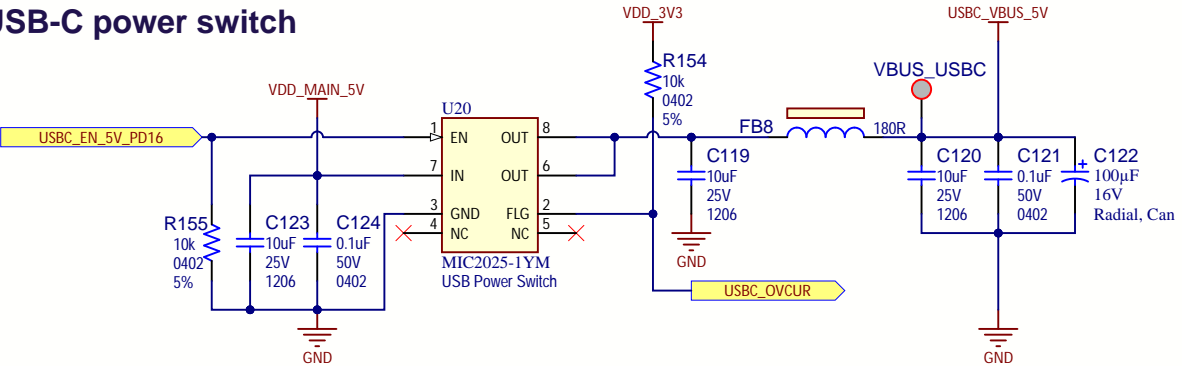 USB-C power switch
VDD_3V3
USBC_VBUS_5V
R154
10k
0402
5%
VBUS_USBC
VDD_MAIN_5V
U20
USBC_EN_5V_PD16
1
EN
OUT
8
7
IN
OUT
6
3
GND
FLG
2
4
NC
NC
5
MIC2025-1YM
USB Power Switch
FB8
180R
C119
10uF
25V
1206
GND
C120
10uF
25V
1206
C121
0.1uF
50V
0402
+
C122
100µF
16V
Radial, Can
R155
10k
0402
5%
C123
10uF
25V
1206
C124
0.1uF
50V
0402
USBC_OVCUR
GND
GND